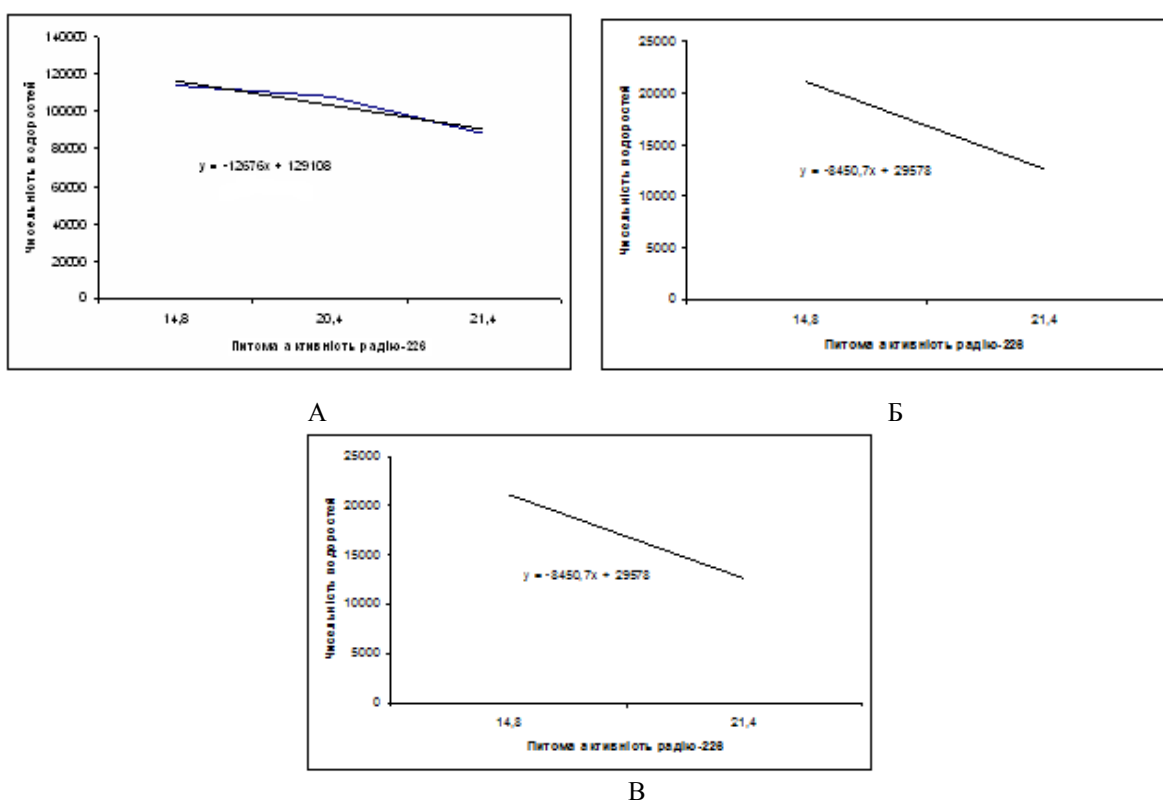 140000
120000
100000
80000
60000
40000
20000
0
Чисельність водоростей
y = -12676x + 129108
14,8 20,4 21,4
Питома активність радію-226
25000
20000
15000
10000
5000
0
Чисельність водоростей
y = -8450,7x + 29578
14,8 21,4
Питома активність радію-226
А Б
25000
20000
15000
10000
5000
0
Чисельність водоростей
y = -8450,7x + 29578
14,8 21,4
Питома активність радію-226
В